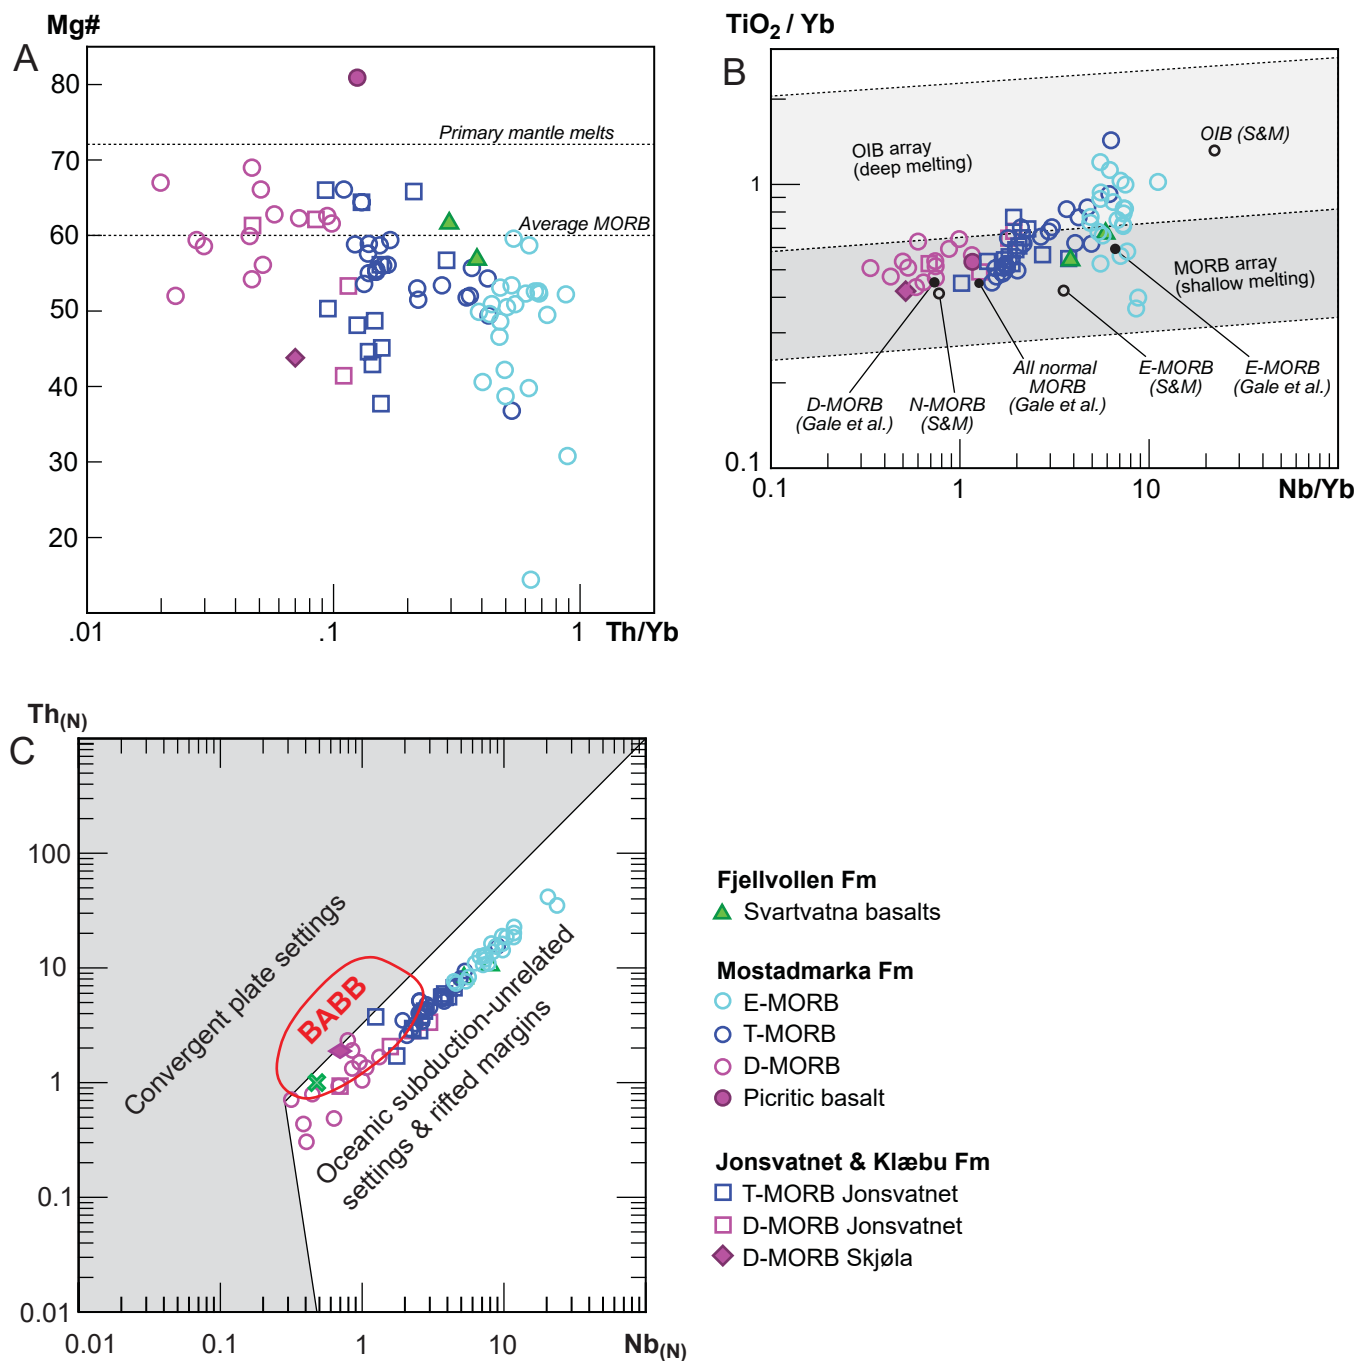 Mg#
A
80
70
60
50
40
30
20
Primary mantle melts
Average MORB
.01
.1
1
Th/Yb
TiO2 / Yb
B
1
0.1
OIB array
(deep melting)
OIB (S&M)
MORB array
(shallow melting)
D-MORB
(Gale et al.)
N-MORB
(S&M)
All normal
MORB
(Gale et al.)
E-MORB
(S&M)
E-MORB
(Gale et al.)
0.1
1
10
Nb/Yb
Th(N)
C
100
10
1
0.1
0.01
Convergent plate settings
BABB
Oceanic subduction-unrelated
settings & rifted margins
0.01
0.1
1
10
Nb(N)
Fjellvollen Fm
Svartvatna basalts
Mostadmarka Fm
E-MORB
T-MORB
D-MORB
Picritic basalt
Jonsvatnet & Klæbu Fm
T-MORB Jonsvatnet
D-MORB Jonsvatnet
D-MORB Skjøla